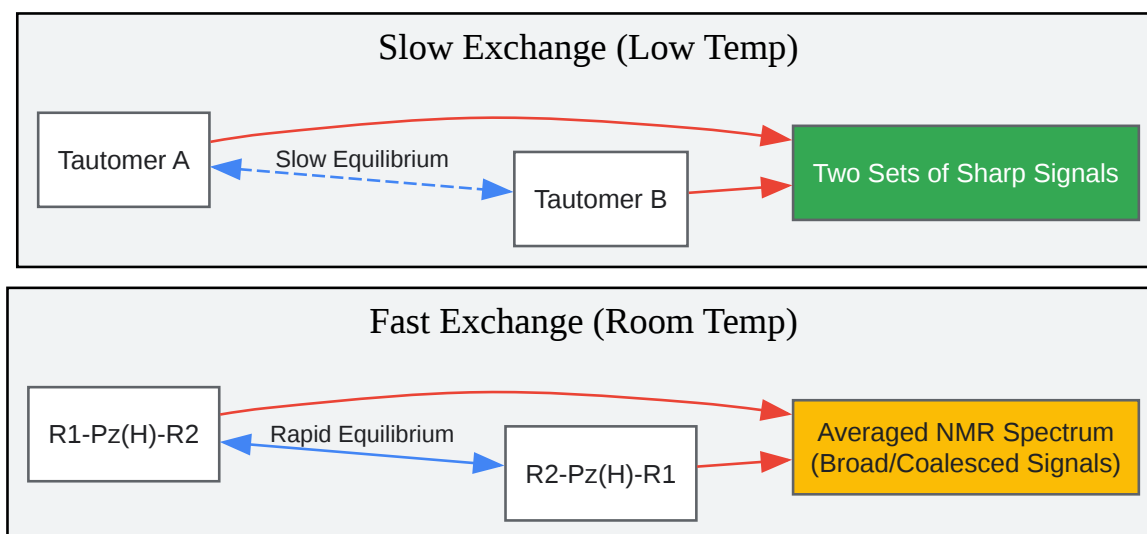 Slow Exchange (Low Temp)
Tautomer A
Slow Equilibrium
Tautomer B
Two Sets of Sharp Signals
Fast Exchange (Room Temp)
R1-Pz(H)-R2
Rapid Equilibrium
R2-Pz(H)-R1
Averaged NMR Spectrum
(Broad/Coalesced Signals)